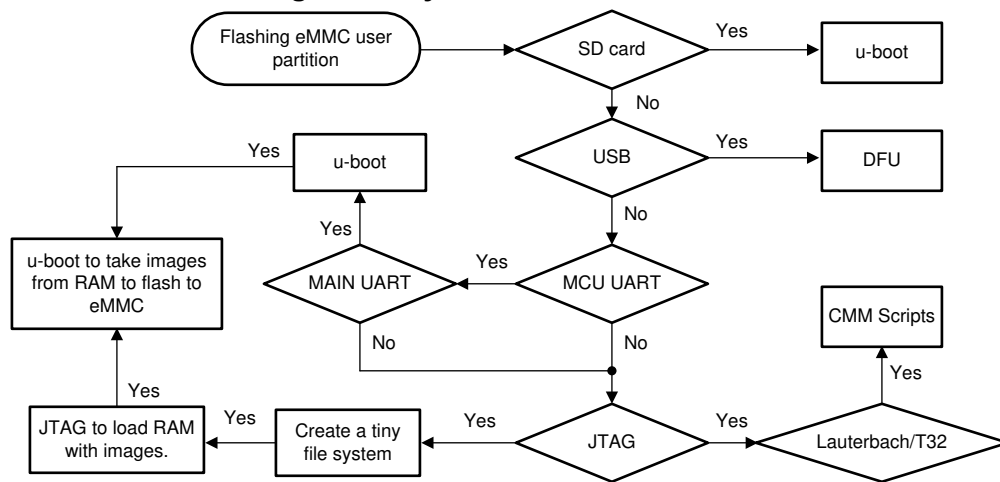 Flashing eMMC user
partition
SD card
Yes
u-boot
No
USB
Yes
DFU
No
MCU UART
Yes
MAIN UART
Yes
u-boot
Yes
u-boot to take images
from RAM to flash to
eMMC
No
No
JTAG
Yes
Create a tiny
file system
Yes
JTAG to load RAM
with images.
Yes
Yes
Lauterbach/T32
Yes
CMM Scripts